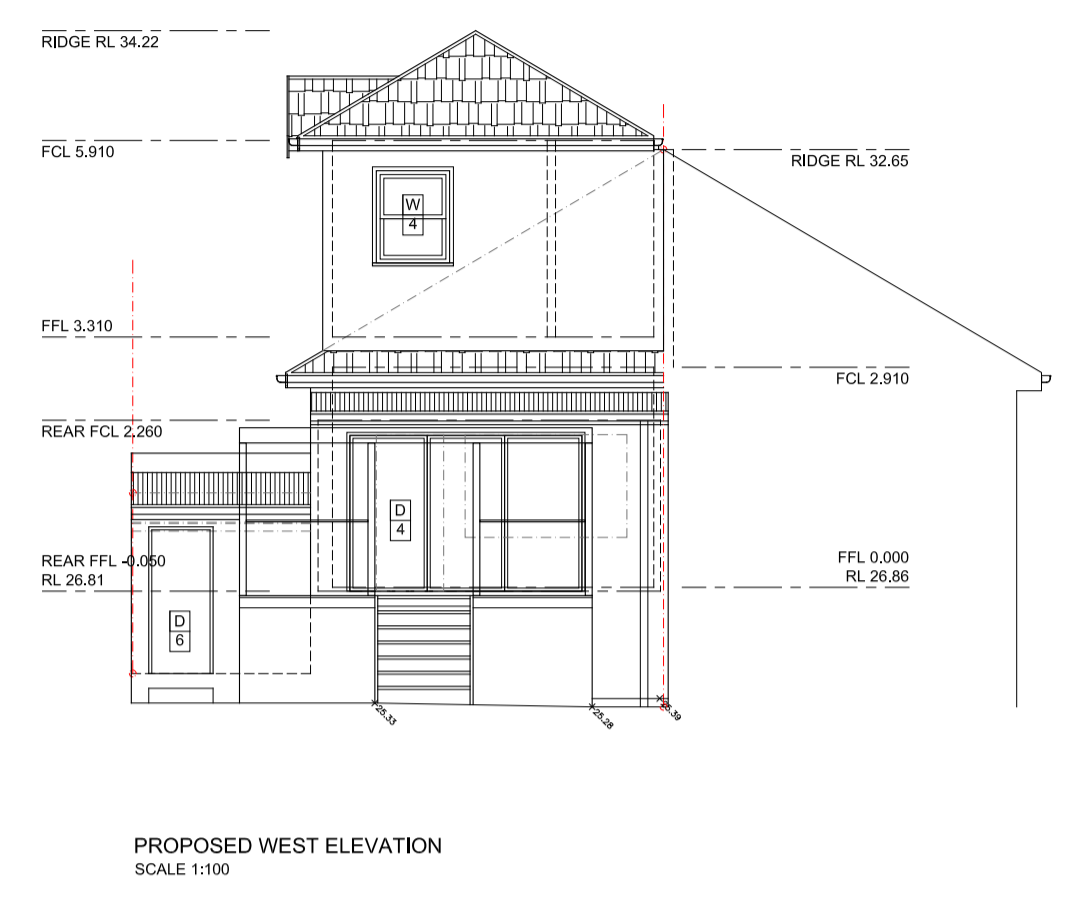 RIDGE RL 34.22
FCL 5.910
RIDGE RL 32.65
W
4
FFL 3.310
FCL 2.910
REAR FCL 2.260
D
4
REAR FFL -0.050
RL 26.81
FFL 0.000
RL 26.86
D
6
25.33
25.28
25.39
PROPOSED WEST ELEVATION
SCALE 1:100